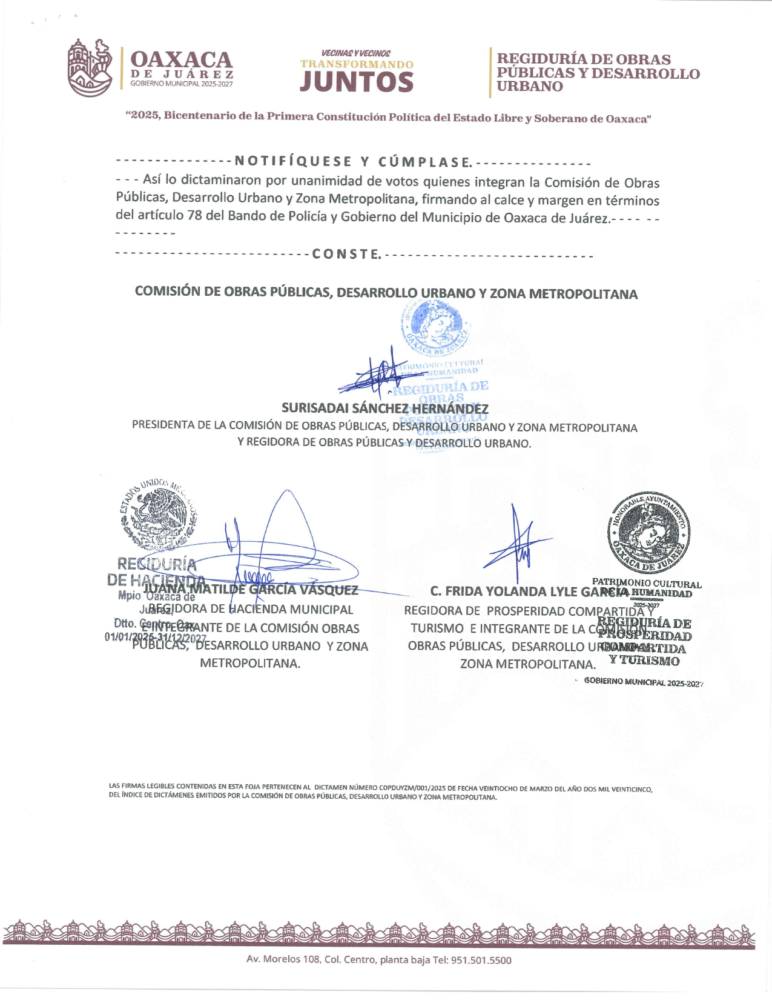 OAXACA
DE JUÁREZ
GOBIERNO MUNICIPAL 2025-2027
VECINAS Y VECINOS
TRANSFORMANDO
JUNTOS
REGIDURÍA DE OBRAS
PÚBLICAS Y DESARROLLO
URBANO
“2025, Bicentenario de la Primera Constitución Política del Estado Libre y Soberano de Oaxaca"
- - - - - - - - - - - - - - - N O T I F Í Q U E S E  Y  C Ú M P L A S E. - - - - - - - - - - - - - - -
- - - Así lo dictaminaron por unanimidad de votos quienes integran la Comisión de Obras
Públicas, Desarrollo Urbano y Zona Metropolitana, firmando al calce y margen en términos
del artículo 78 del Bando de Policía y Gobierno del Municipio de Oaxaca de Juárez.- - - -  - -
- - - - - - - -
- - - - - - - - - - - - - - - - - - - - - - - - - C O N S T E. - - - - - - - - - - - - - - - - - - - - - - - - - - -
COMISIÓN DE OBRAS PÚBLICAS, DESARROLLO URBANO Y ZONA METROPOLITANA
OAXACA DE JUÁREZ
PATRIMONIO CULTURAL
DE LA HUMANIDAD
REGIDURÍA DE
OBRAS
DESARROLLO
URBANO
SURISADAI SÁNCHEZ HERNÁNDEZ
PRESIDENTA DE LA COMISIÓN DE OBRAS PÚBLICAS, DESARROLLO URBANO Y ZONA METROPOLITANA
Y REGIDORA DE OBRAS PÚBLICAS Y DESARROLLO URBANO.
ESTADOS UNIDOS MEXICANOS
REGIDURÍA
DE HACIENDA
Mpio Oaxaca de
Juárez,
Dtto. Centro, Oax.
01/01/2025-31/12/2027
JUANA MATILDE GARCÍA VÁSQUEZ
REGIDORA DE HACIENDA MUNICIPAL
E INTEGRANTE DE LA COMISIÓN OBRAS
PÚBLICAS, DESARROLLO URBANO Y ZONA
METROPOLITANA.
HONORABLE AYUNTAMIENTO
OAXACA DE JUÁREZ
PATRIMONIO CULTURAL
DE LA HUMANIDAD
2025-2027
REGIDURÍA DE
PROSPERIDAD
COMPARTIDA
Y TURISMO
GOBIERNO MUNICIPAL 2025-2027
C. FRIDA YOLANDA LYLE GARCÍA
REGIDORA DE PROSPERIDAD COMPARTIDA Y
TURISMO E INTEGRANTE DE LA COMISIÓN
OBRAS PÚBLICAS, DESARROLLO URBANO Y
ZONA METROPOLITANA.
LAS FIRMAS LEGIBLES CONTENIDAS EN ESTA FOJA PERTENECEN AL DICTAMEN NÚMERO COPDUYZM/001/2025 DE FECHA VEINTIOCHO DE MARZO DEL AÑO DOS MIL VEINTICINCO,
DEL ÍNDICE DE DICTÁMENES EMITIDOS POR LA COMISIÓN DE OBRAS PÚBLICAS, DESARROLLO URBANO Y ZONA METROPOLITANA.
Av. Morelos 108, Col. Centro, planta baja Tel: 951.501.5500